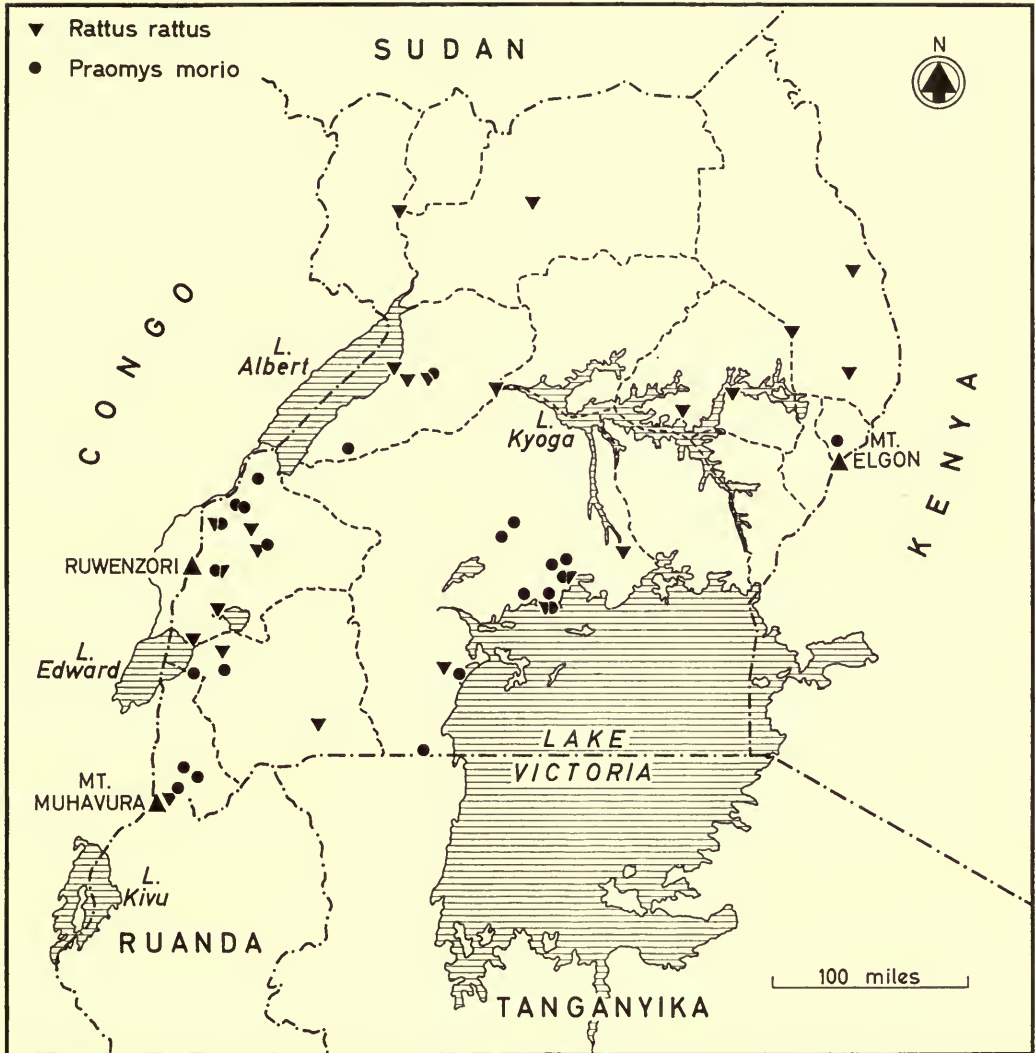 Rattus rattus
Praomys morio
SUDAN
N
CONGO
L.
Albert
L.
Kyoga
KENYA
MT.
ELGON
RUWENZORI
L.
Edward
LAKE
VICTORIA
MT.
MUHAVURA
L.
Kivu
RUANDA
100 miles
TANGANYIKA